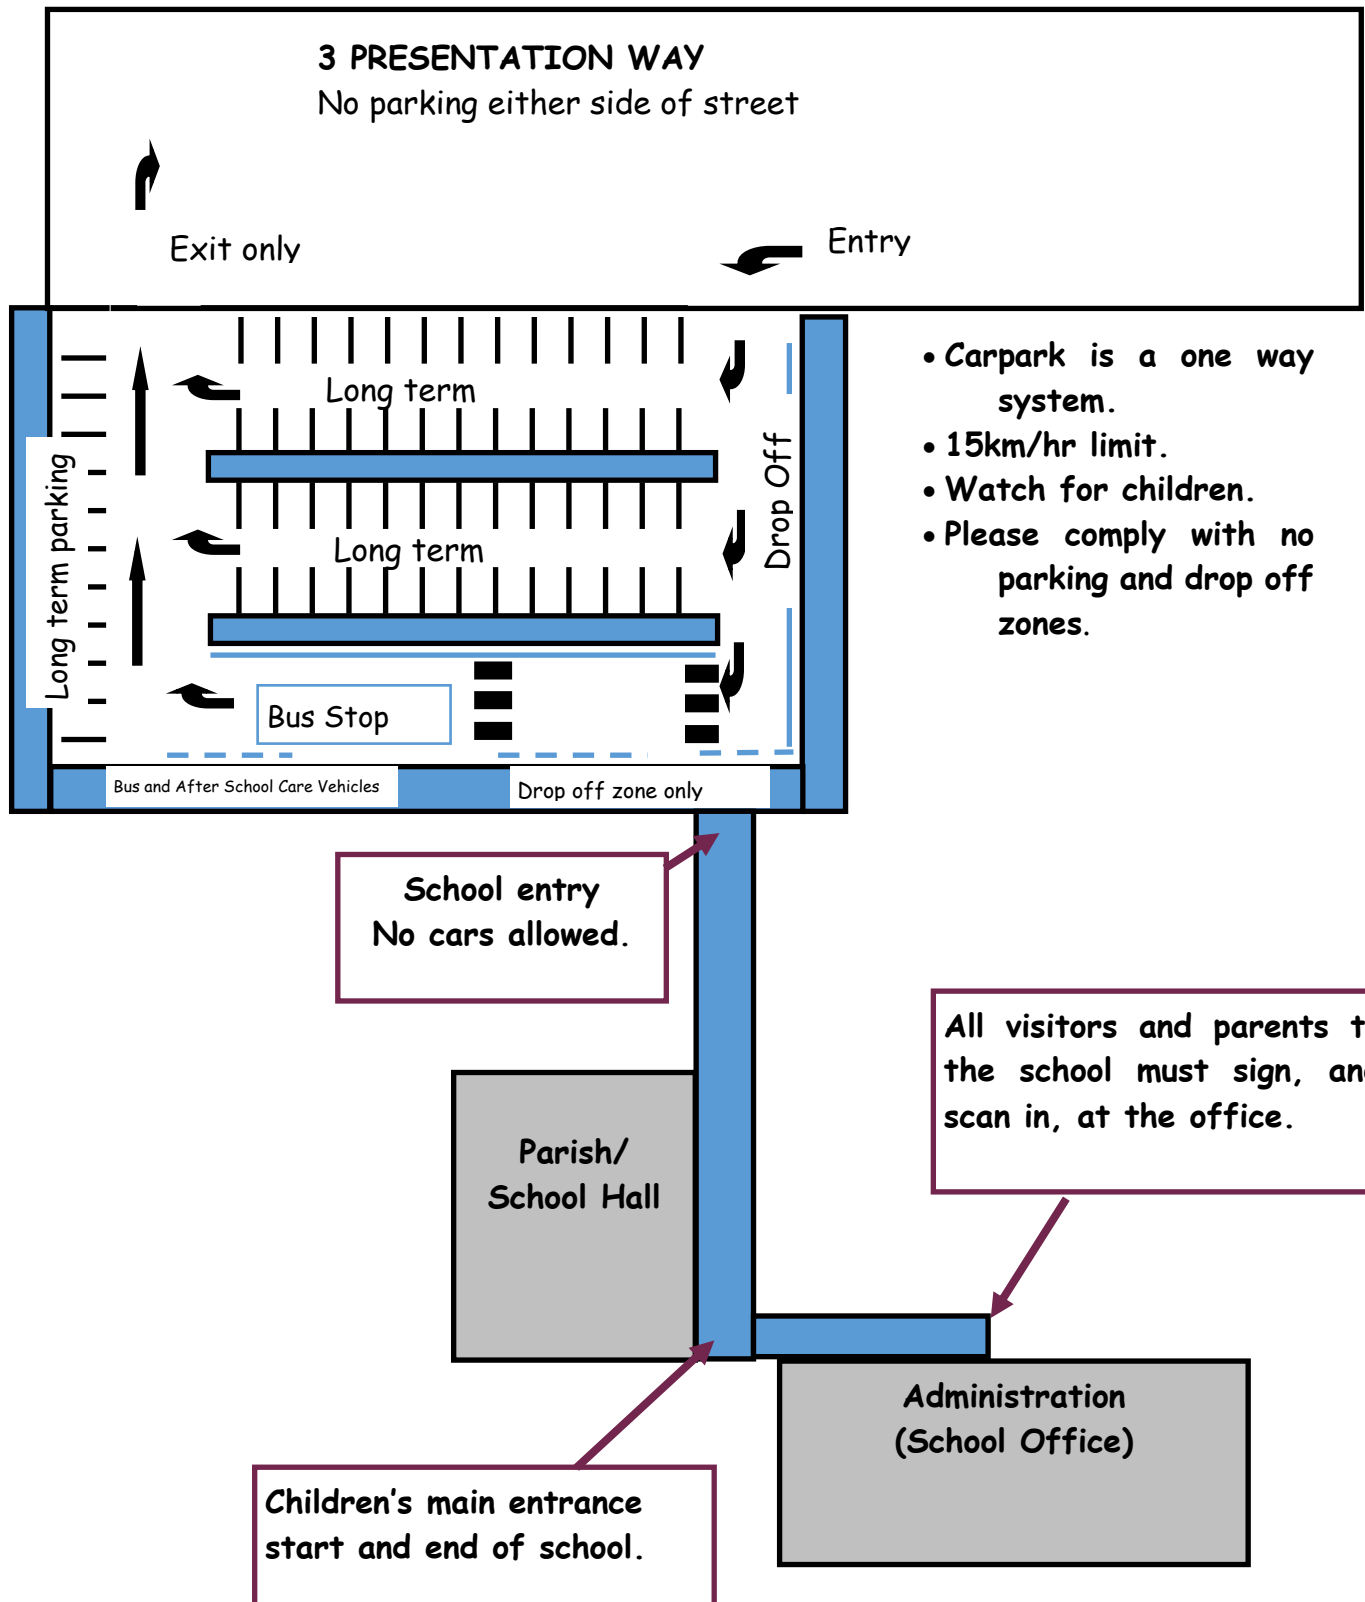 3 PRESENTATION WAY
No parking either side of street
Exit only
Entry
Long term
Long term
Long term parking
Drop Off
Bus Stop
Bus and After School Care Vehicles
Drop off zone only
• Carpark is a one way
system.
• 15km/hr limit.
• Watch for children.
• Please comply with no
parking and drop off
zones.
School entry
No cars allowed.
All visitors and parents t
the school must sign, and
scan in, at the office.
Parish/
School Hall
Administration
(School Office)
Children's main entrance
start and end of school.